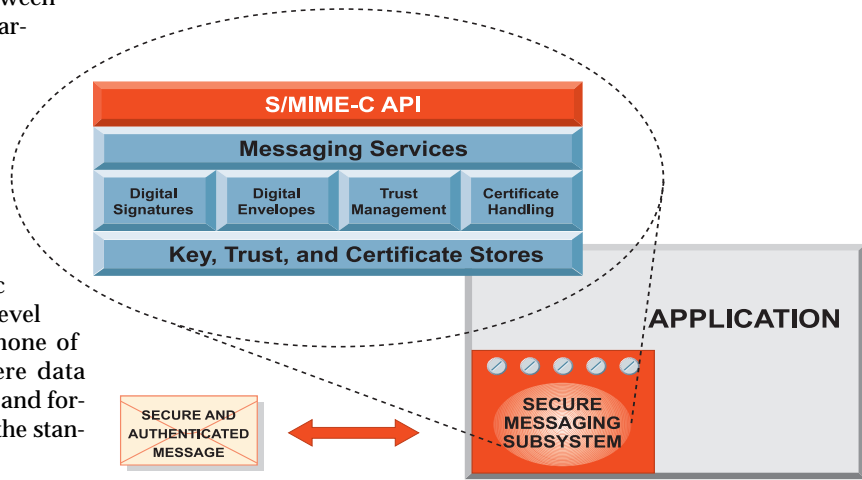 ar-
S/MIME-C API
Messaging Services
Digital
Signatures
Digital
Envelopes
Trust
Management
Certificate
Handling
Key, Trust, and Certificate Stores
evel
none of
ere data
and for-
the stan-
APPLICATION
SECURE
MESSAGING
SUBSYSTEM
SECURE AND
AUTHENTICATED
MESSAGE